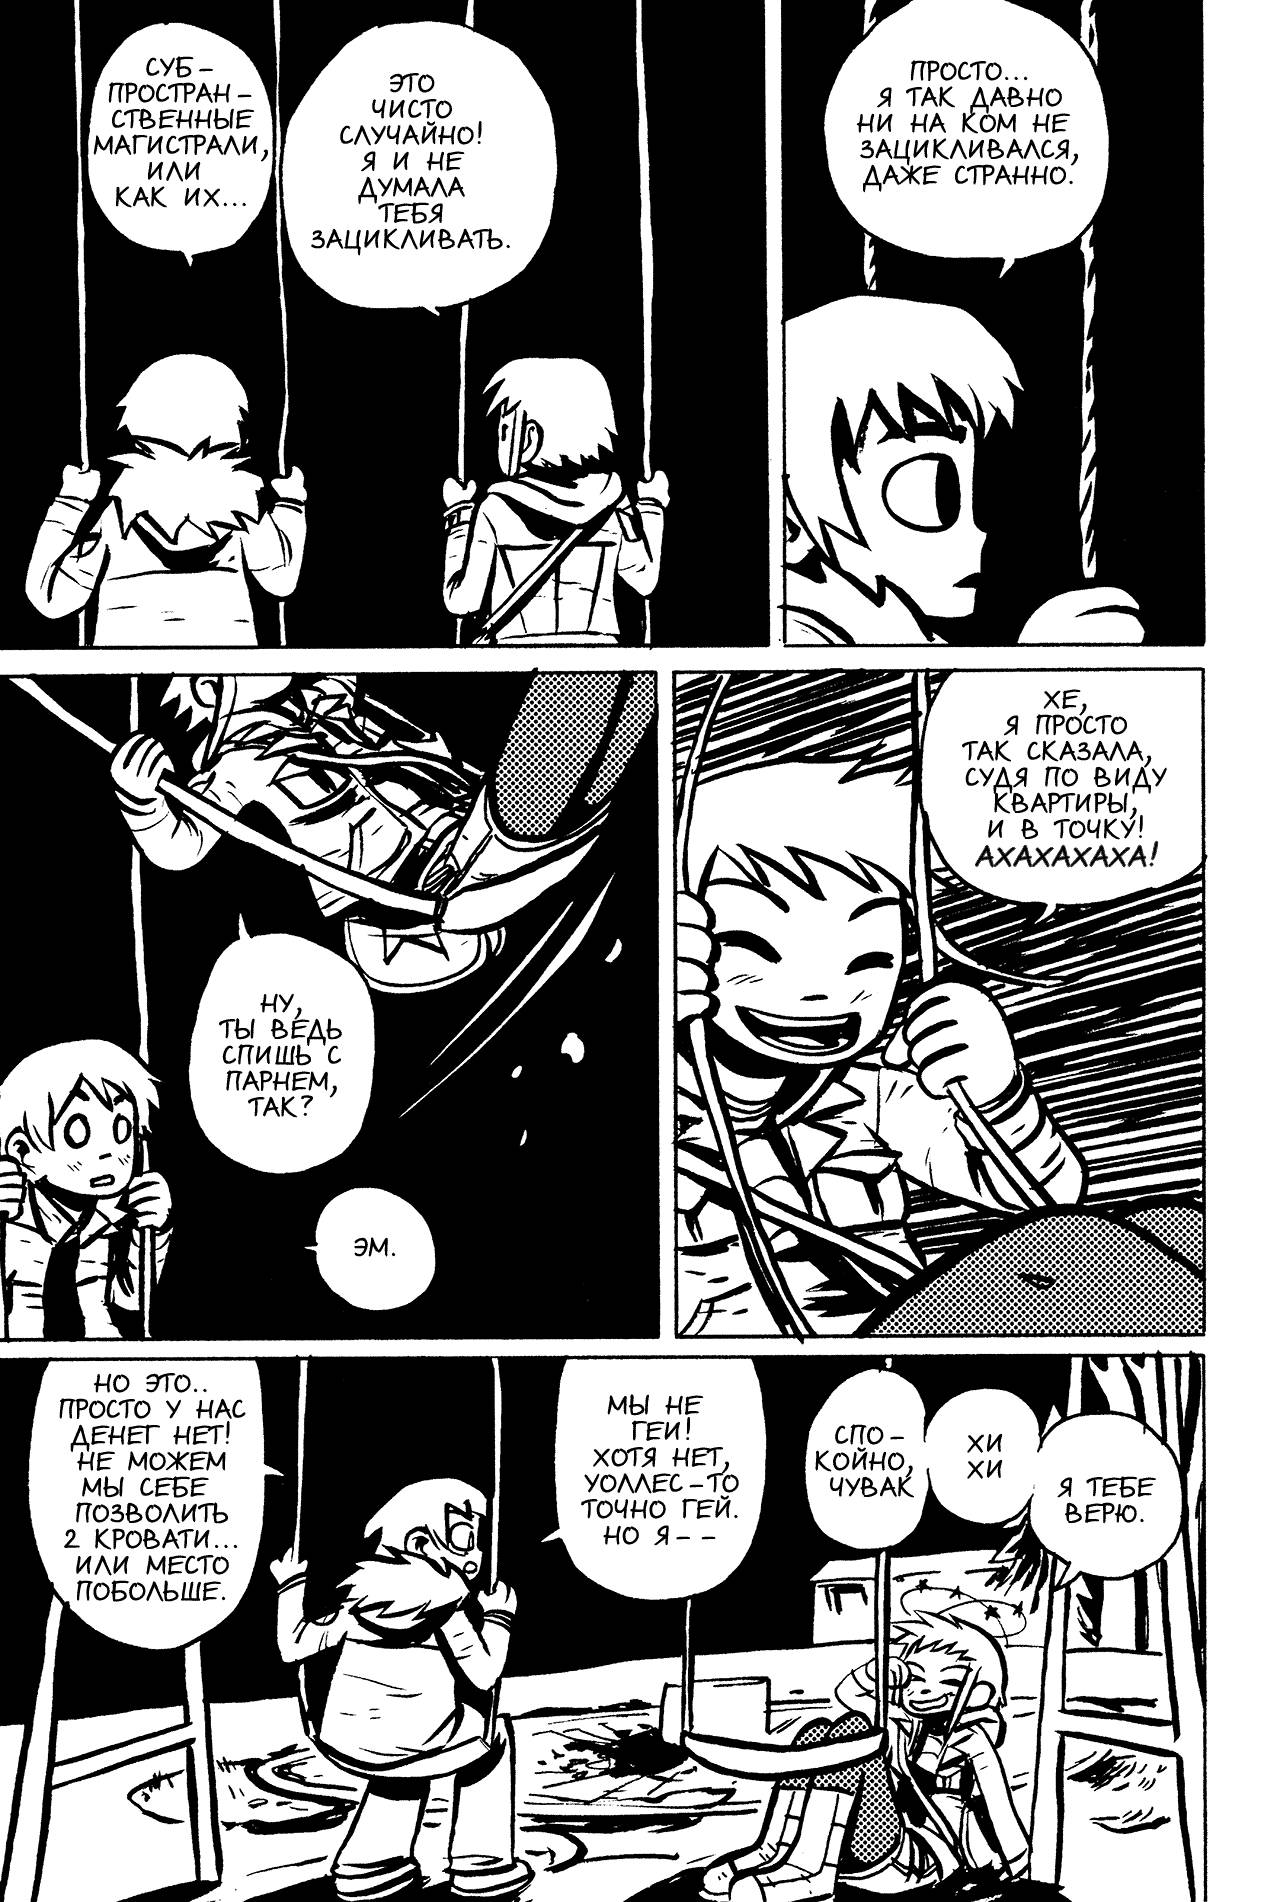 СУБ-
ПРОСТРАН-
СТВЕННЫЕ
МАГИСТРАЛИ,
ИЛИ
КАК ИХ...
ЭТО
ЧИСТО
СЛУЧАЙНО!
Я И НЕ
ДУМАЛА
ТЕБЯ
ЗАЦИКЛИВАТЬ.
ПРОСТО...
Я ТАК ДАВНО
НИ НА КОМ НЕ
ЗАЦИКЛИВАЛСЯ,
ДАЖЕ СТРАННО.
НУ,
ТЫ ВЕДЬ
СПИШЬ С
ПАРНЕМ,
ТАК?
ЭМ.
ХЕ,
Я ПРОСТО
ТАК СКАЗАЛА,
СУДЯ ПО ВИДУ
КВАРТИРЫ,
И В ТОЧКУ!
АХАХАХАХА!
НО ЭТО..
ПРОСТО У НАС
ДЕНЕГ НЕТ!
НЕ МОЖЕМ
МЫ СЕБЕ
ПОЗВОЛИТЬ
2 КРОВАТИ...
ИЛИ МЕСТО
ПОБОЛЬШЕ.
МЫ НЕ
ГЕИ!
ХОТЯ НЕТ,
УОЛЛЕС-ТО
ТОЧНО ГЕЙ.
НО Я--
СПО-
КОЙНО,
ЧУВАК
ХИ
ХИ
Я ТЕБЕ
ВЕРЮ.